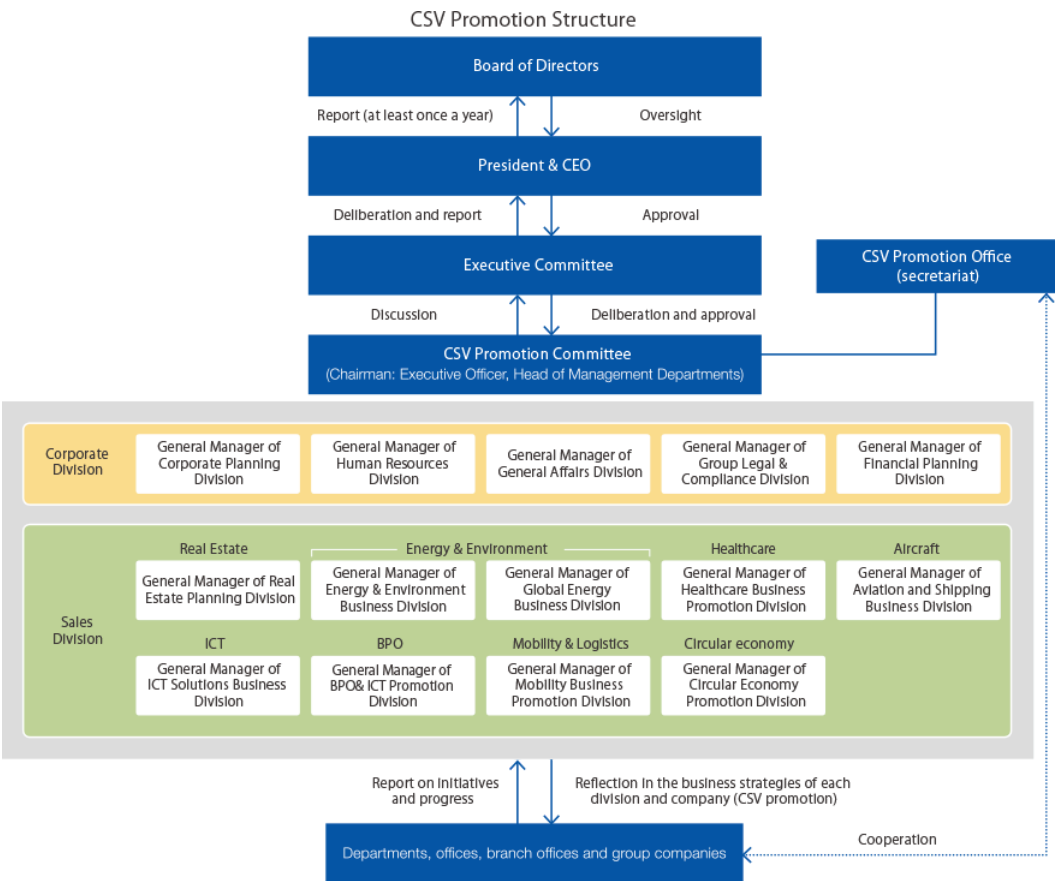 CSV Promotion Structure
Board of Directors
Report (at least once a year)
Oversight
President & CEO
Deliberation and report
Approval
Executive Committee
CSV Promotion Office
(secretariat)
Discussion
Deliberation and approval
CSV Promotion Committee
(Chairman: Executive Officer, Head of Management Departments)
Corporate
Division
General Manager of
Corporate Planning
Division
General Manager of
Human Resources
Division
General Manager of
General Affairs Division
General Manager of
Group Legal &
Compliance Division
General Manager of
Financial Planning
Division
Sales
Division
Real Estate
General Manager of Real
Estate Planning Division
Energy & Environment
General Manager of
Energy & Environment
Business Division
General Manager of
Global Energy
Business Division
Healthcare
General Manager of
Healthcare Business
Promotion Division
Aircraft
General Manager of
Aviation and Shipping
Business Division
ICT
General Manager of
ICT Solutions Business
Division
BPO
General Manager of
BPO& ICT Promotion
Division
Mobility & Logistics
General Manager of
Mobility Business
Promotion Division
Circular economy
General Manager of
Circular Economy
Promotion Division
Report on initiatives
and progress
Reflection in the business strategies of each
division and company (CSV promotion)
Departments, offices, branch offices and group companies
Cooperation